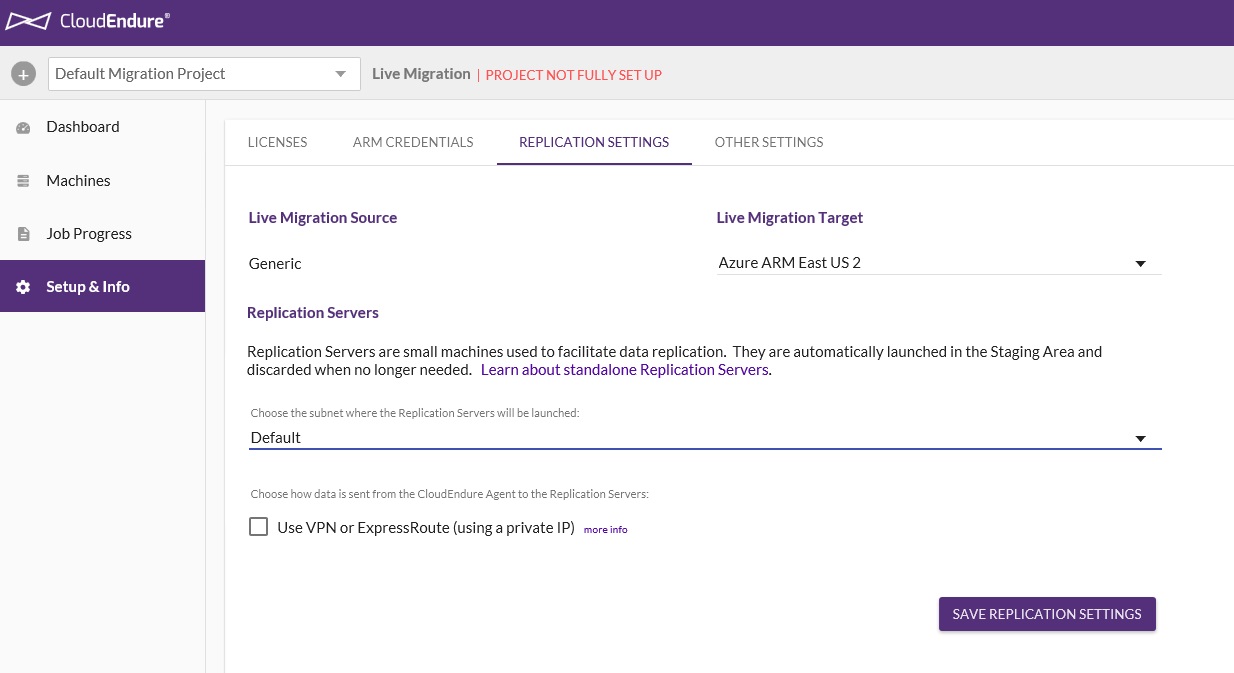 CloudEndure®
Default Migration Project
Live Migration | PROJECT NOT FULLY SET UP
Dashboard
Machines
Job Progress
Setup & Info
LICENSES ARM CREDENTIALS REPLICATION SETTINGS OTHER SETTINGS
Live Migration Source Live Migration Target
Generic Azure ARM East US 2
Replication Servers
Replication Servers are small machines used to facilitate data replication. They are automatically launched in the Staging Area and
discarded when no longer needed. Learn about standalone Replication Servers.
Choose the subnet where the Replication Servers will be launched:
Default
Choose how data is sent from the CloudEndure Agent to the Replication Servers:
Use VPN or ExpressRoute (using a private IP) more info
SAVE REPLICATION SETTINGS